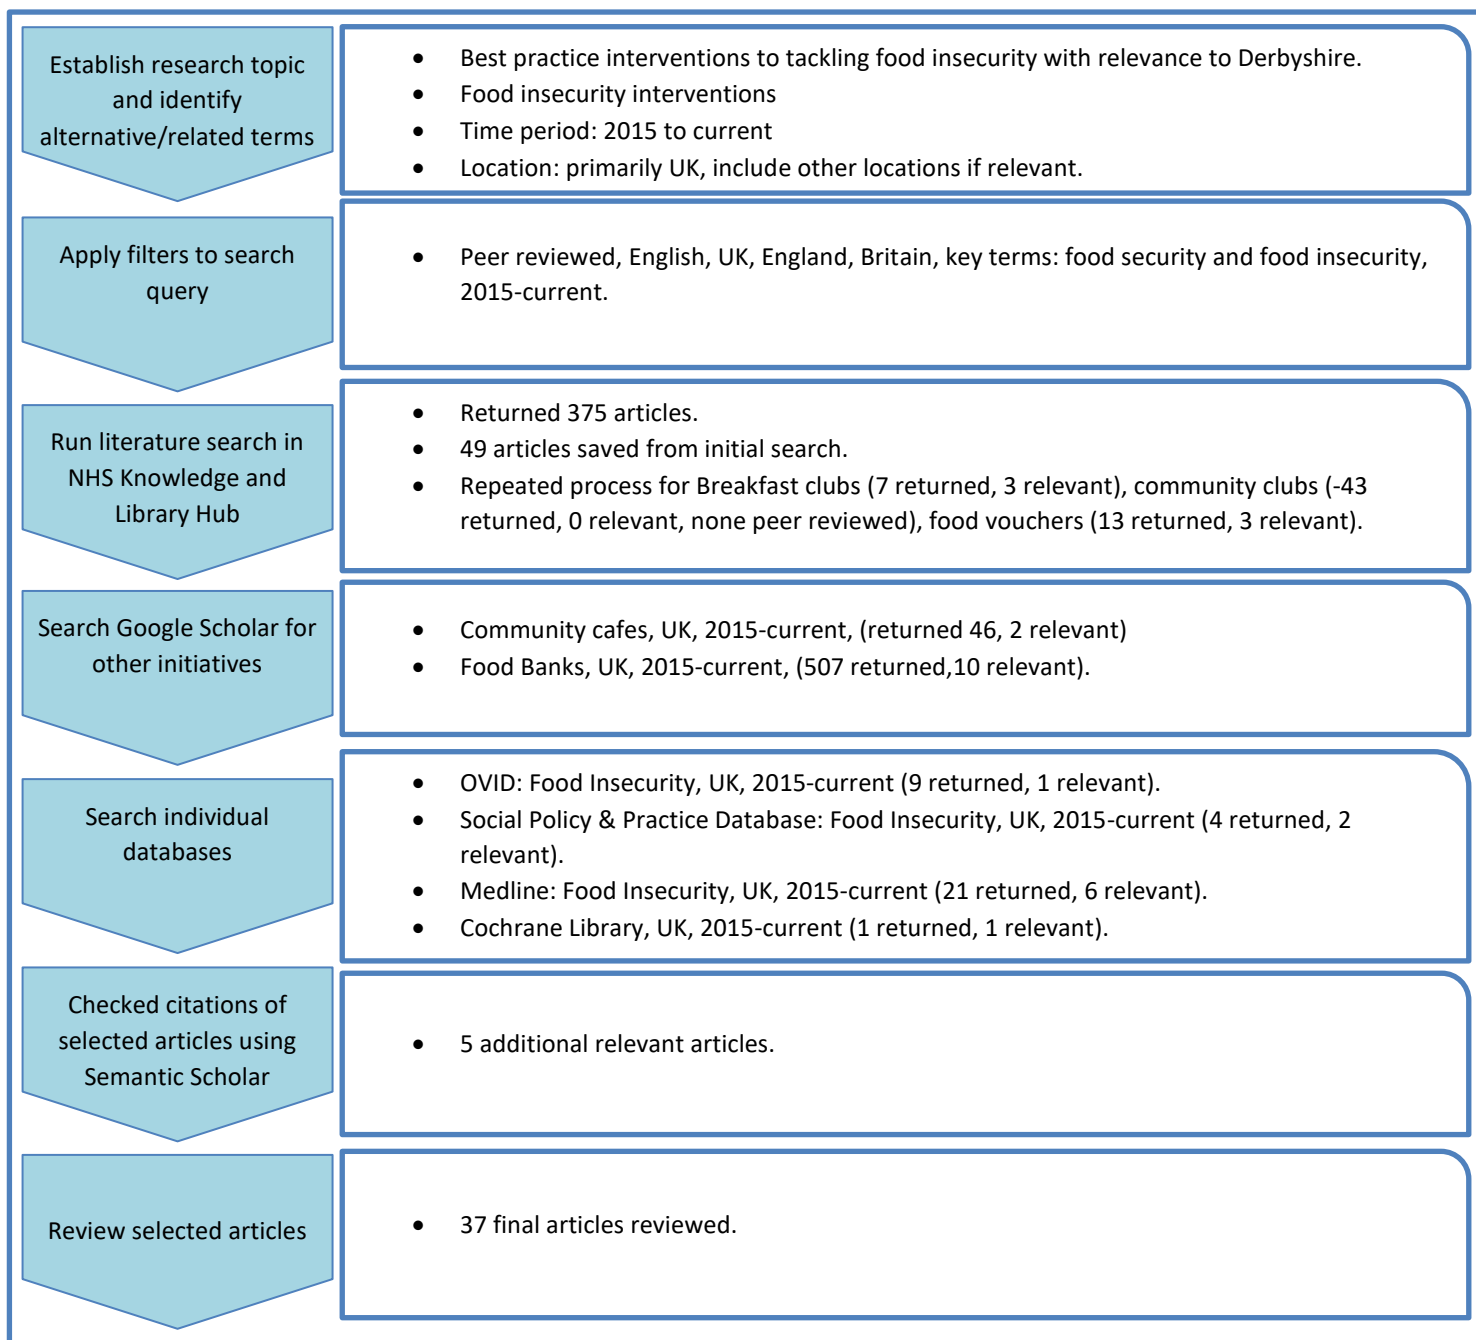 Establish research topic
and identify
alternative/related terms
• Best practice interventions to tackling food insecurity with relevance to Derbyshire.
• Food insecurity interventions
• Time period: 2015 to current
• Location: primarily UK, include other locations if relevant.
Apply filters to search
query
• Peer reviewed, English, UK, England, Britain, key terms: food security and food insecurity,
2015-current.
Run literature search in
NHS Knowledge and
Library Hub
• Returned 375 articles.
• 49 articles saved from initial search.
• Repeated process for Breakfast clubs (7 returned, 3 relevant), community clubs (-43
returned, 0 relevant, none peer reviewed), food vouchers (13 returned, 3 relevant).
Search Google Scholar for
other initiatives
• Community cafes, UK, 2015-current, (returned 46, 2 relevant)
• Food Banks, UK, 2015-current, (507 returned,10 relevant).
Search individual
databases
• OVID: Food Insecurity, UK, 2015-current (9 returned, 1 relevant).
• Social Policy & Practice Database: Food Insecurity, UK, 2015-current (4 returned, 2
relevant).
• Medline: Food Insecurity, UK, 2015-current (21 returned, 6 relevant).
• Cochrane Library, UK, 2015-current (1 returned, 1 relevant).
Checked citations of
selected articles using
Semantic Scholar
• 5 additional relevant articles.
Review selected articles
• 37 final articles reviewed.